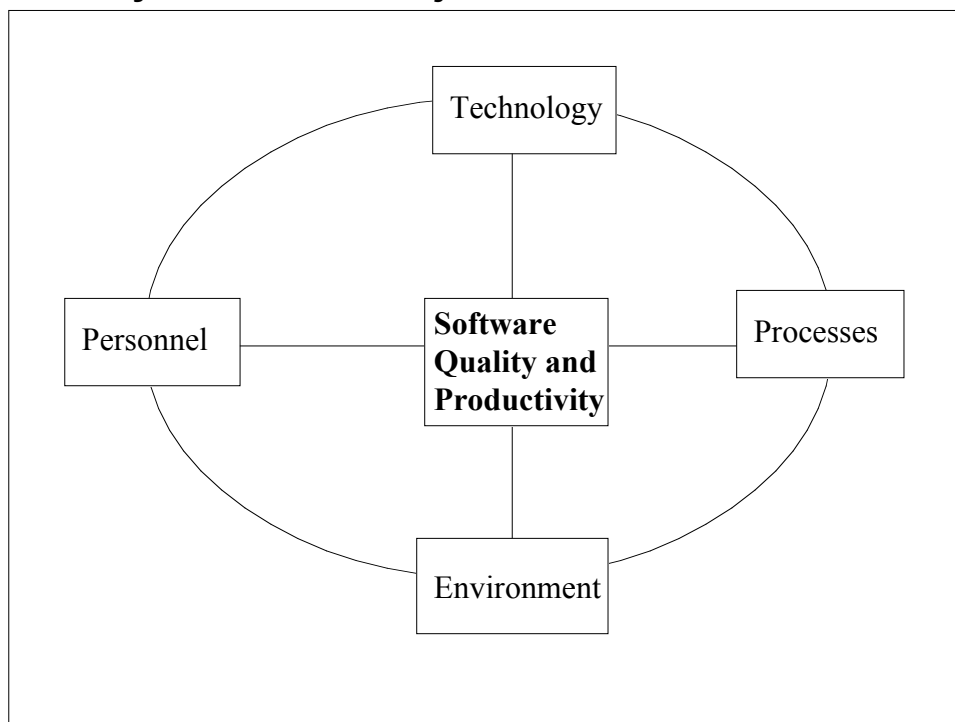 Technology
Personnel
Software
Quality and
Productivity
Processes
Environment